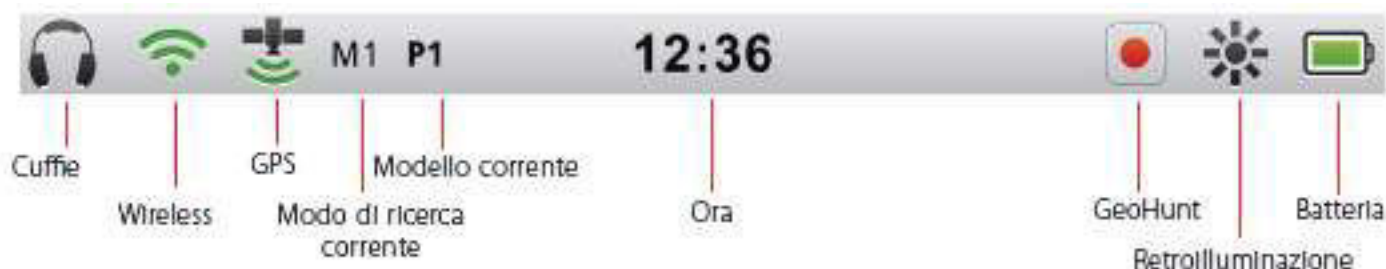 M1 P1 12:36
Cuffie
GPS
Modello corrente
Wireless
Modo di ricerca
corrente
Ora
GeoHunt
Batteria
Retroilluminazione